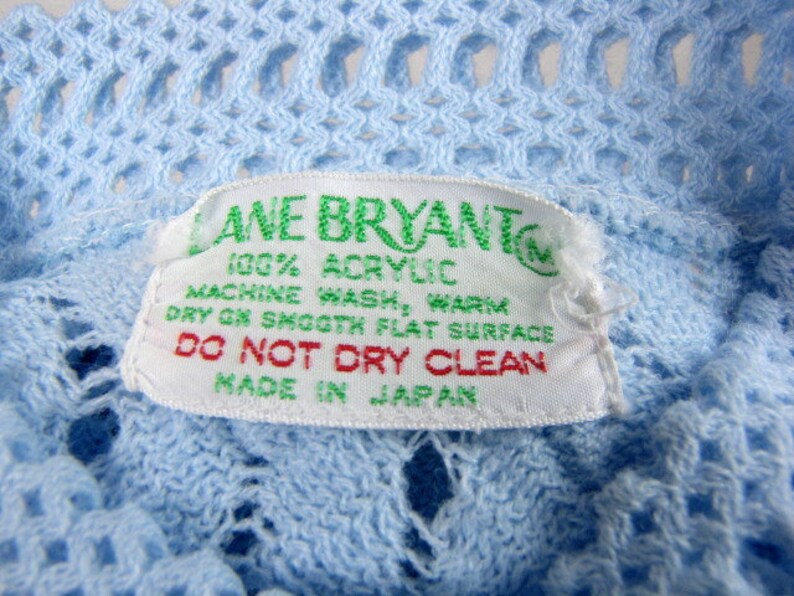 LANE BRYANT M
100% ACRYLIC
MACHINE WASH, WARM
DRY ON SMOOTH FLAT SURFACE
DO NOT DRY CLEAN
MADE IN JAPAN